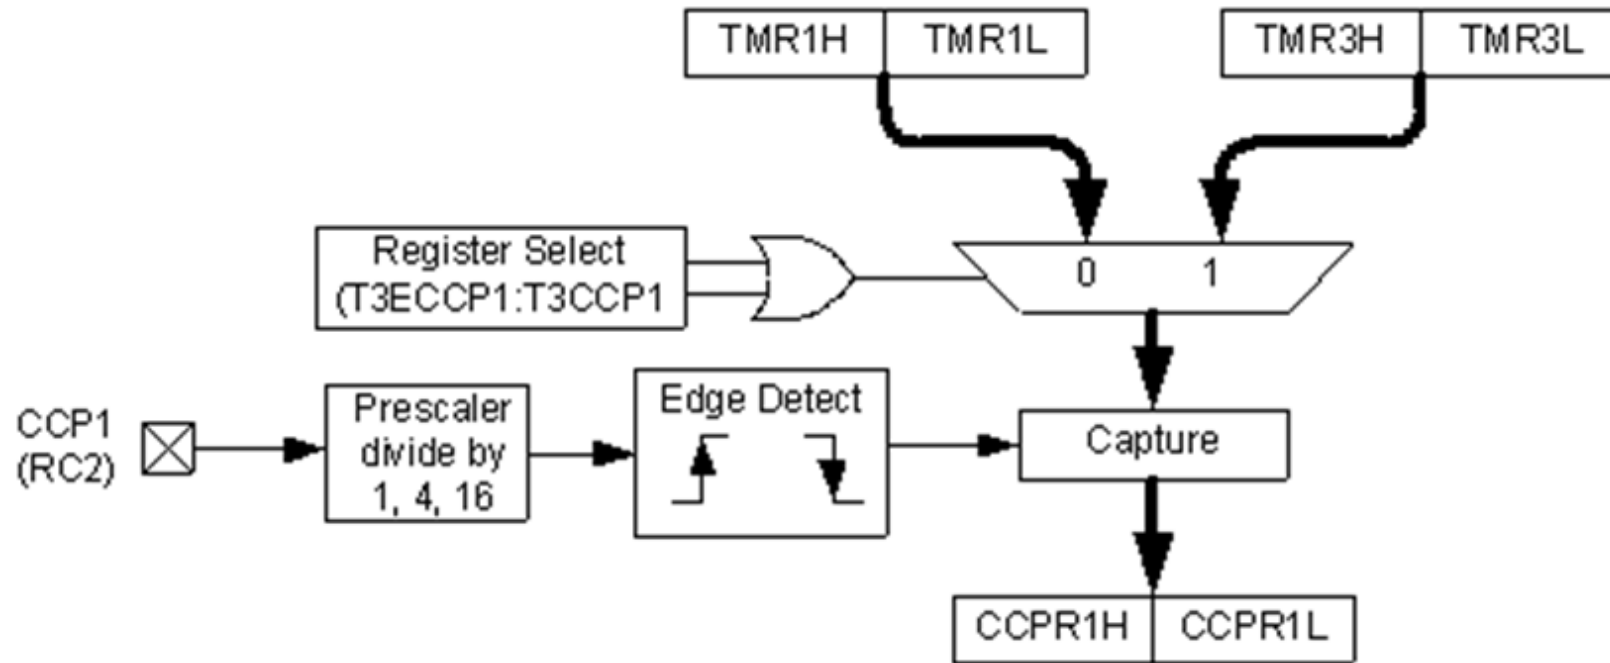 TMR1H TMR1L
TMR3H TMR3L
Register Select
(T3ECCP1:T3CCP1
0 1
CCP1
(RC2)
Prescaler
divide by
1, 4, 16
Edge Detect
Capture
CCPR1H CCPR1L